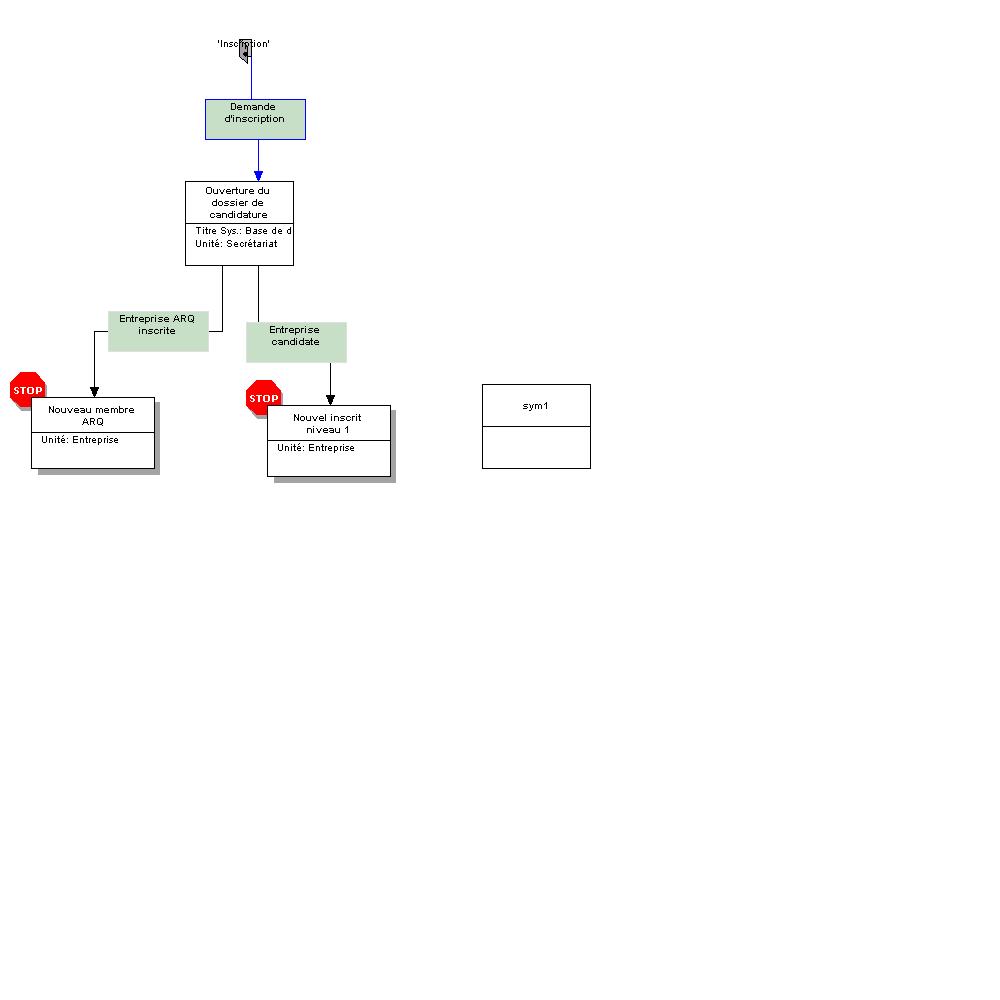 'Inscription'
Demande
d'inscription
Ouverture du
dossier de
candidature
Titre Sys.: Base de d
Unité: Secrétariat
Entreprise ARQ
inscrite
Entreprise
candidate
STOP
Nouveau membre
ARQ
Unité: Entreprise
STOP
Nouvel inscrit
niveau 1
Unité: Entreprise
sym1